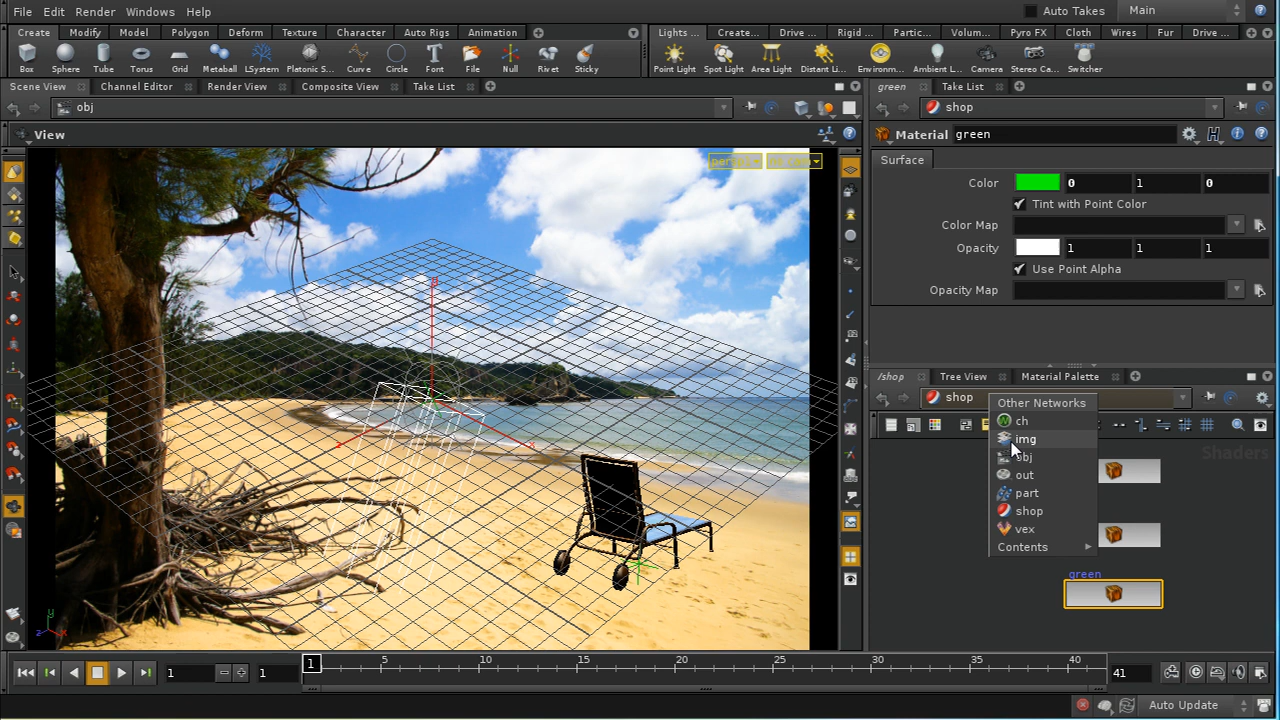 File Edit Render Windows Help Auto Takes Main
Create Modify Model Polygon Deform Texture Character Auto Rigs Animation Lights ... Create... Drive ... Rigid ... Partic... Volum... Pyro FX Cloth Wires Fur Drive ...
Box Sphere Tube Torus Grid Metaball LSystem Platonic S... Curve Circle Font File Null Rivet Sticky Point Light Spot Light Area Light Distant Li... Environm... Ambient L... Camera Stereo Ca... Switcher
Scene View Channel Editor Render View Composite View Take List green Take List
obj shop
View Material green
Surface
Color 0 1 0
Tint with Point Color
Color Map
Opacity 1 1 1
Use Point Alpha
Opacity Map
/shop Tree View Material Palette
shop
Other Networks
ch
img
obj
out
part
shop
vex
Contents
Shaders
green
1 1 1 5 10 15 20 25 30 35 40 41
Auto Update